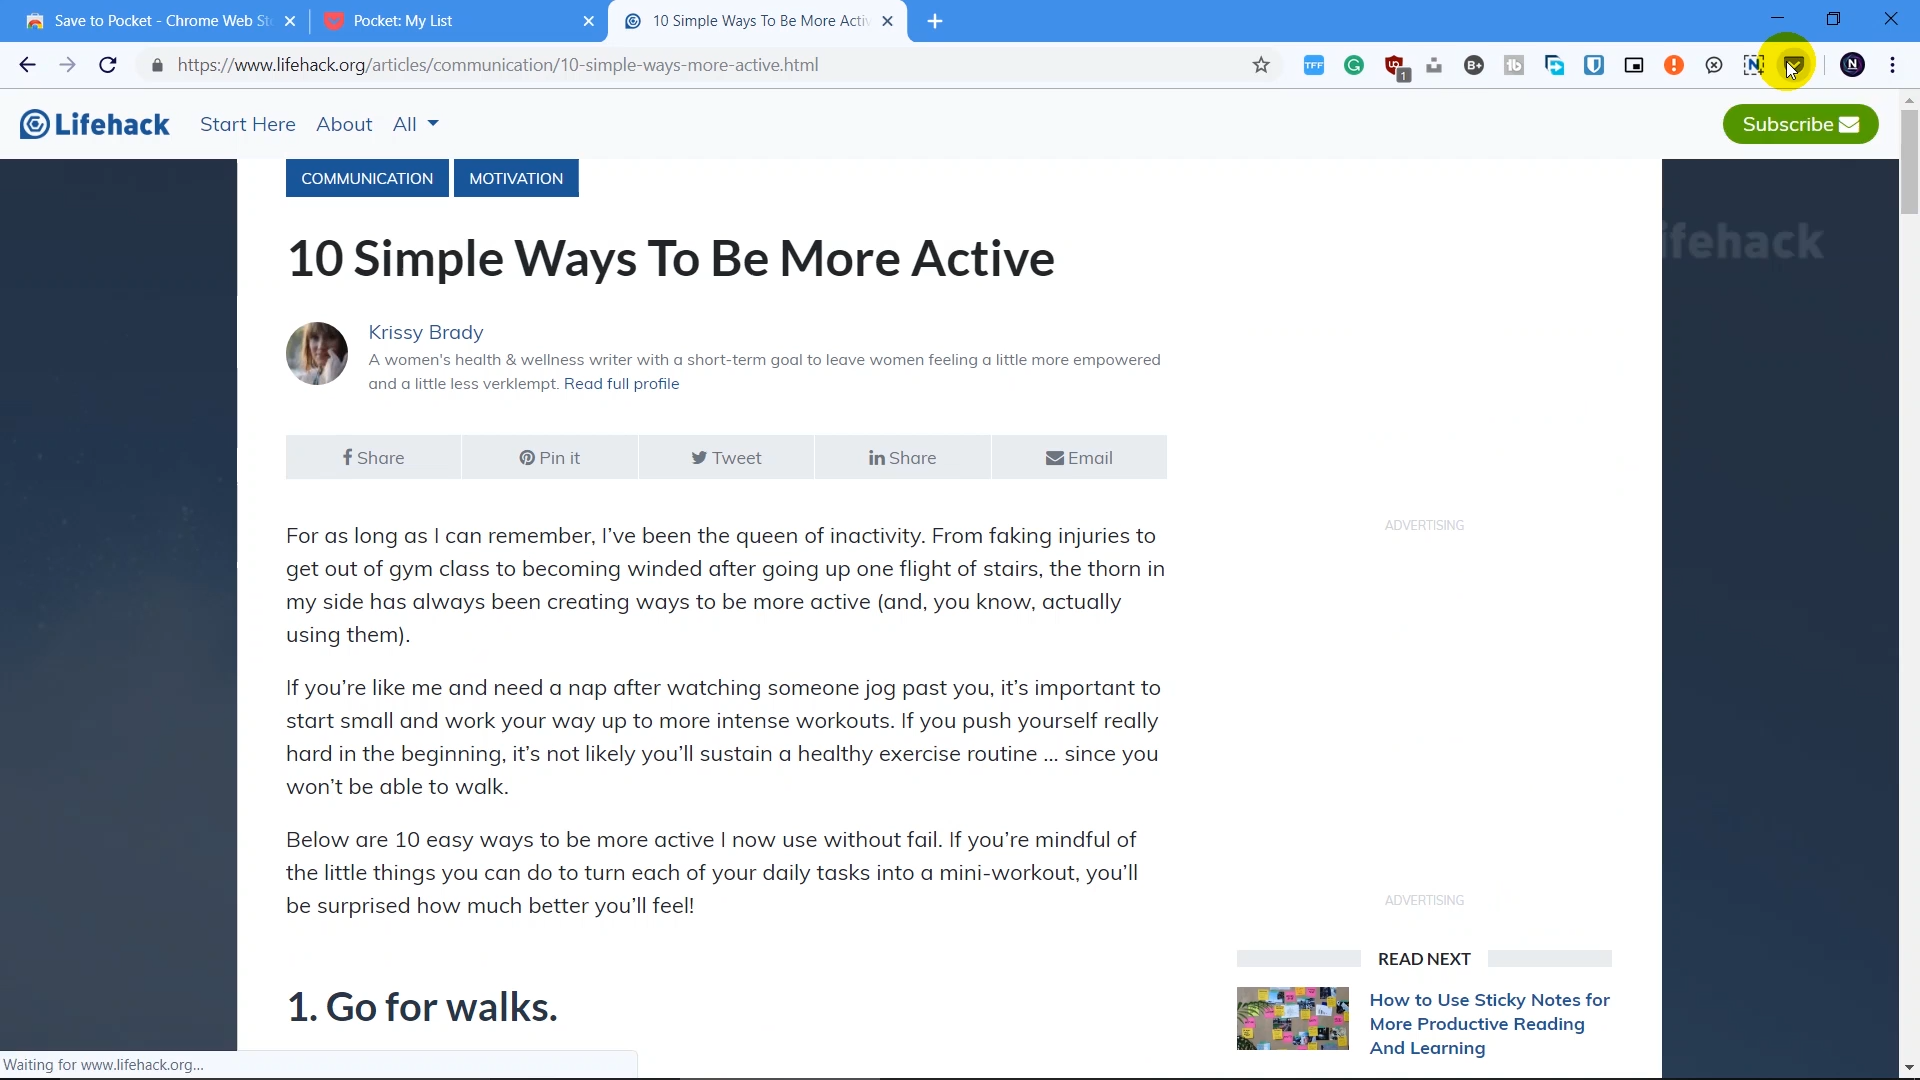 Save to Pocket - Chrome Web St
Pocket: My List
10 Simple Ways To Be More Activ
https://www.lifehack.org/articles/communication/10-simple-ways-more-active.html
TFF
1
B+
tb
N
N
Lifehack
Start Here
About
All
Subscribe
COMMUNICATION
MOTIVATION
ifehack
10 Simple Ways To Be More Active
Krissy Brady
A women's health & wellness writer with a short-term goal to leave women feeling a little more empowered
and a little less verklempt. Read full profile
Share
Pin it
Tweet
Share
Email
For as long as I can remember, I've been the queen of inactivity. From faking injuries to
get out of gym class to becoming winded after going up one flight of stairs, the thorn in
my side has always been creating ways to be more active (and, you know, actually
using them).
ADVERTISING
If you're like me and need a nap after watching someone jog past you, it's important to
start small and work your way up to more intense workouts. If you push yourself really
hard in the beginning, it's not likely you'll sustain a healthy exercise routine … since you
won't be able to walk.
Below are 10 easy ways to be more active I now use without fail. If you're mindful of
the little things you can do to turn each of your daily tasks into a mini-workout, you'll
be surprised how much better you'll feel!
ADVERTISING
READ NEXT
1. Go for walks.
How to Use Sticky Notes for
More Productive Reading
And Learning
Waiting for www.lifehack.org...